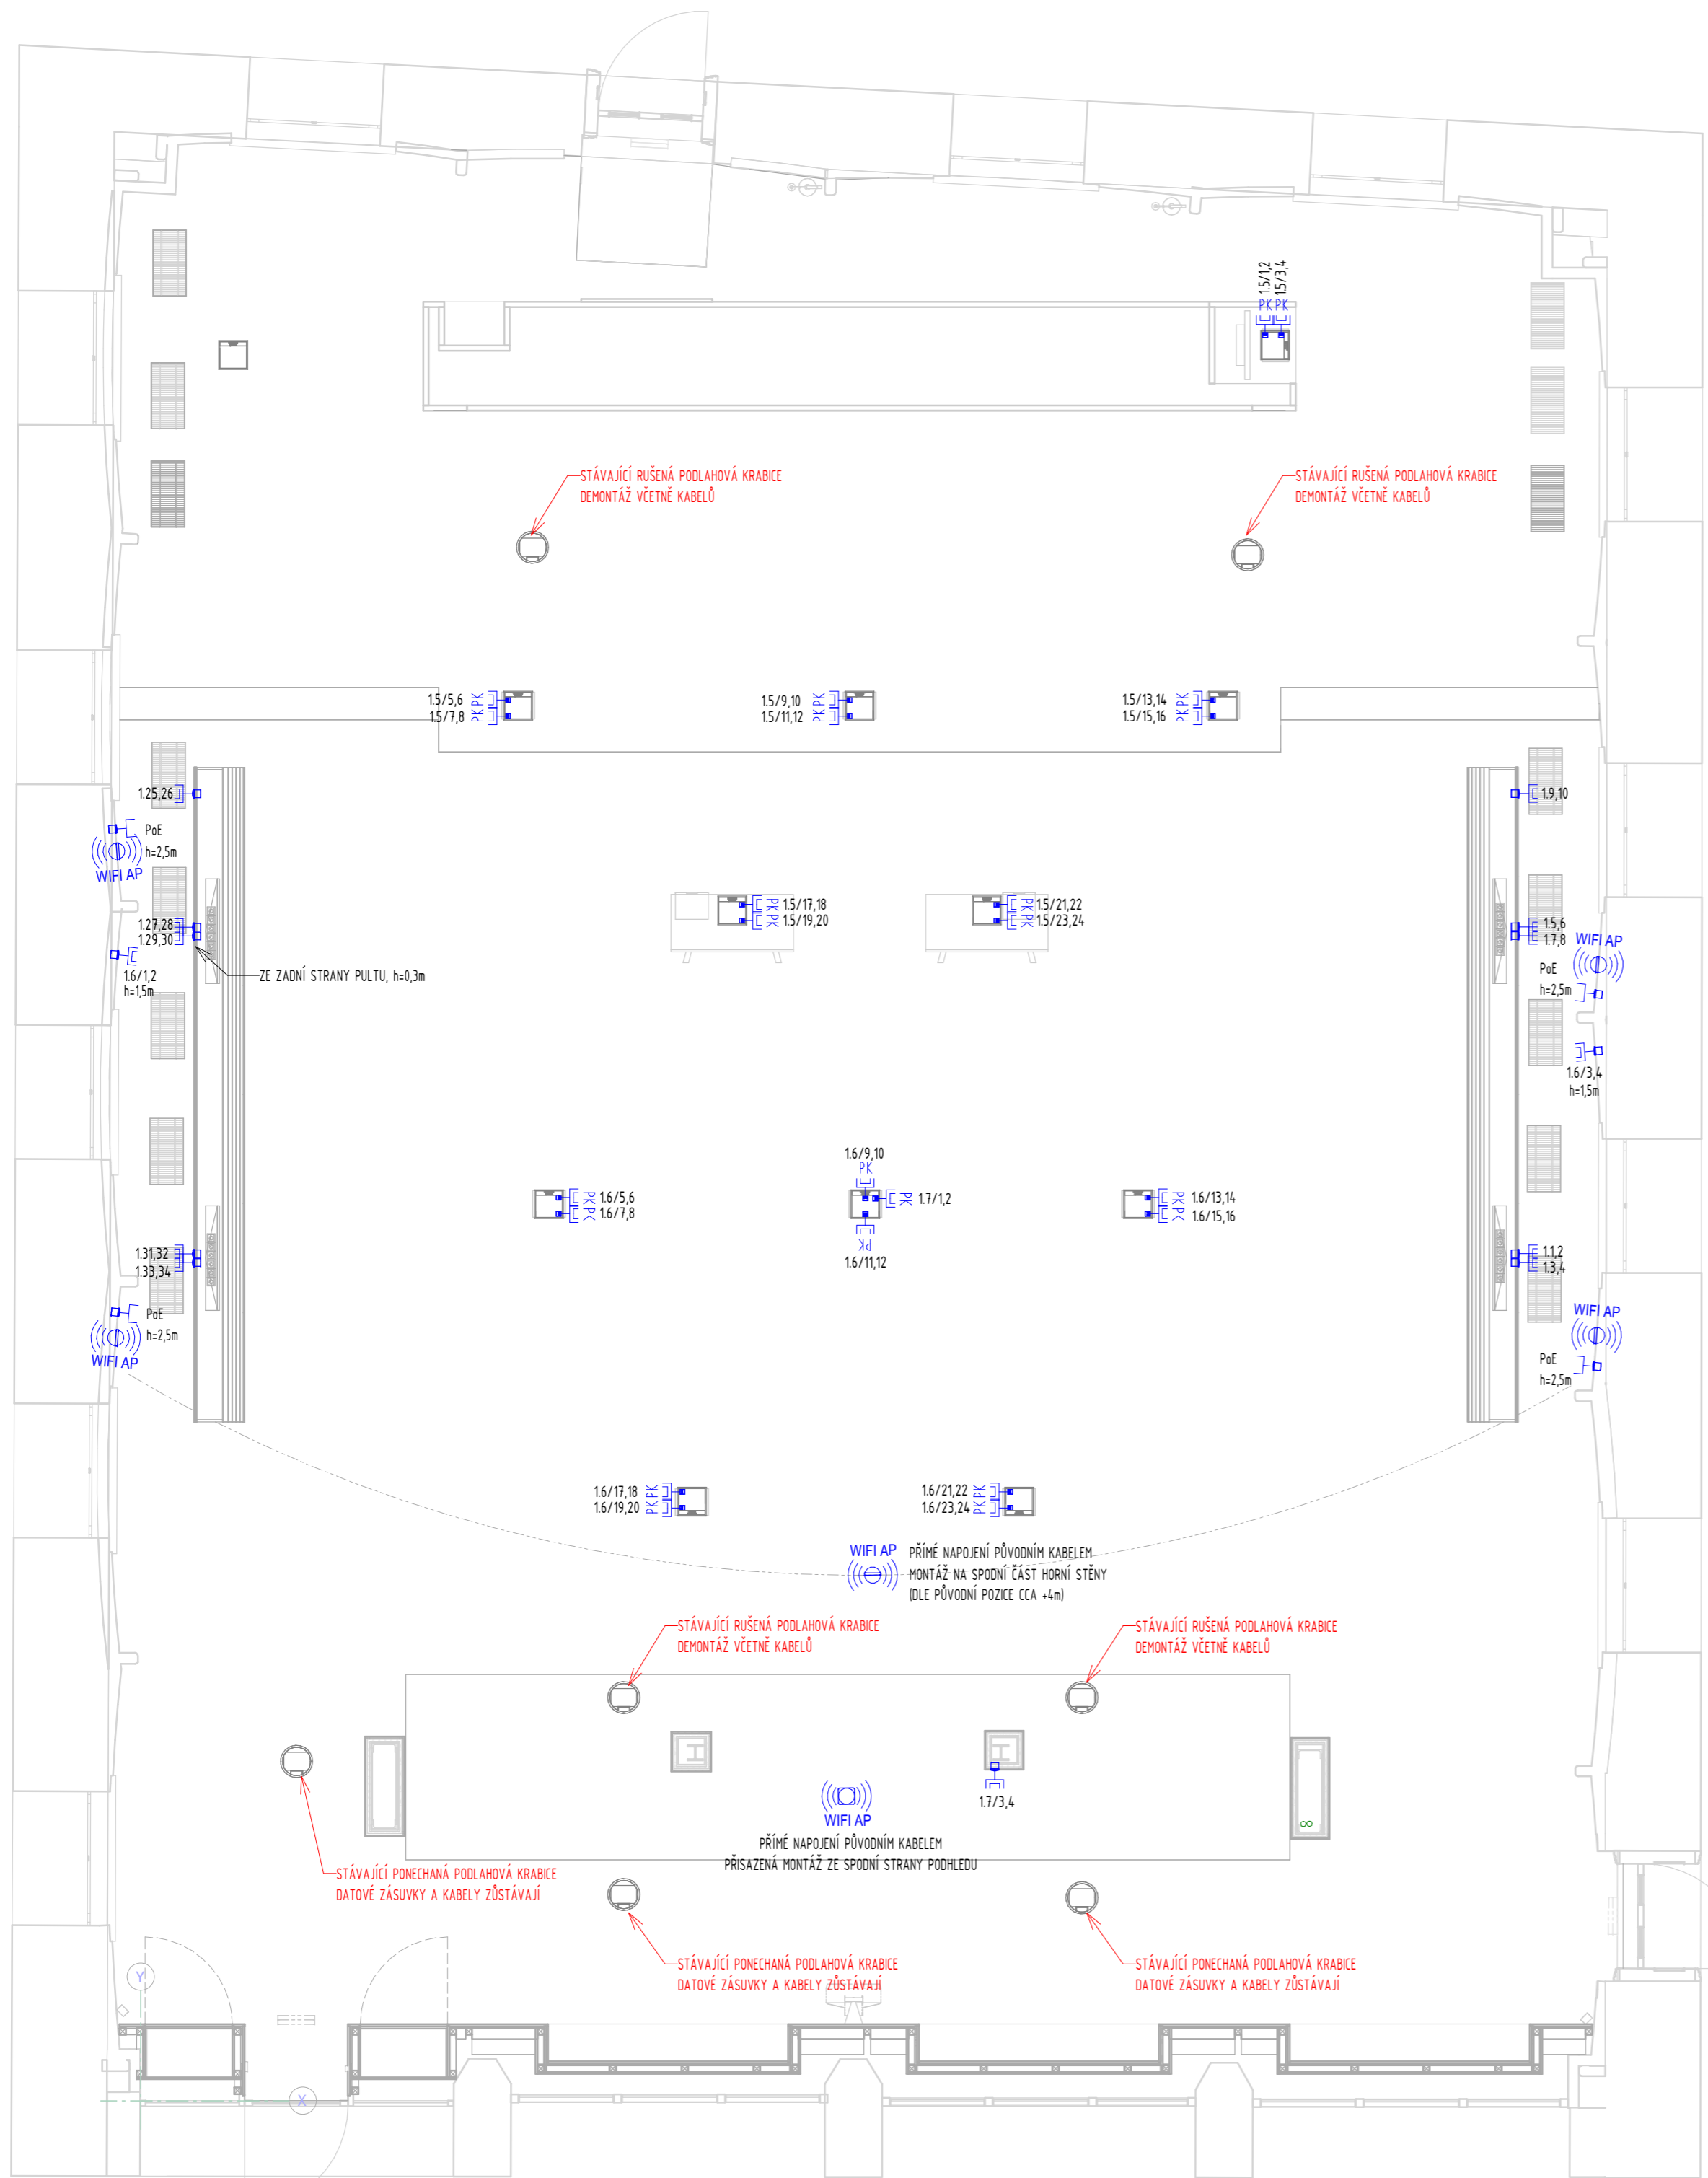 1.5/1,2
1.5/3,4
PK
PK
STÁVAJÍCÍ RUŠENÁ PODLAHOVÁ KRABICE
DEMONTÁŽ VČETNĚ KABELŮ
STÁVAJÍCÍ RUŠENÁ PODLAHOVÁ KRABICE
DEMONTÁŽ VČETNĚ KABELŮ
1.5/5,6 PK
1.5/7,8 PK
1.5/9,10 PK
1.5/11,12 PK
1.5/13,14 PK
1.5/15,16 PK
1.25,26
1.9,10
PoE
h=2,5m
WIFI AP
PK 1.5/17,18
PK 1.5/19,20
PK 1.5/21,22
PK 1.5/23,24
1.27,28
1.29,30
1.5,6
1.7,8
WIFI AP
PoE
h=2,5m
1.6/1,2
h=1,5m
ZE ZADNÍ STRANY PULTU, h=0,3m
1.6/3,4
h=1,5m
1.6/9,10
PK
PK 1.6/5,6
PK 1.6/7,8
PK 1.7/1,2
PK 1.6/13,14
PK 1.6/15,16
PK
1.6/11,12
1.31,32
1.33,34
1.1,2
1.3,4
PoE
h=2,5m
WIFI AP
WIFI AP
PoE
h=2,5m
1.6/17,18 PK
1.6/19,20 PK
1.6/21,22 PK
1.6/23,24 PK
WIFI AP
PŘÍMÉ NAPOJENÍ PŮVODNÍM KABELEM
MONTÁŽ NA SPODNÍ ČÁST HORNÍ STĚNY
(DLE PŮVODNÍ POZICE CCA +4m)
STÁVAJÍCÍ RUŠENÁ PODLAHOVÁ KRABICE
DEMONTÁŽ VČETNĚ KABELŮ
STÁVAJÍCÍ RUŠENÁ PODLAHOVÁ KRABICE
DEMONTÁŽ VČETNĚ KABELŮ
1.7/3,4
WIFI AP
PŘÍMÉ NAPOJENÍ PŮVODNÍM KABELEM
PŘISAZENÁ MONTÁŽ ZE SPODNÍ STRANY PODHLEDU
STÁVAJÍCÍ PONECHANÁ PODLAHOVÁ KRABICE
DATOVÉ ZÁSUVKY A KABELY ZŮSTÁVAJÍ
STÁVAJÍCÍ PONECHANÁ PODLAHOVÁ KRABICE
DATOVÉ ZÁSUVKY A KABELY ZŮSTÁVAJÍ
STÁVAJÍCÍ PONECHANÁ PODLAHOVÁ KRABICE
DATOVÉ ZÁSUVKY A KABELY ZŮSTÁVAJÍ
Y
X